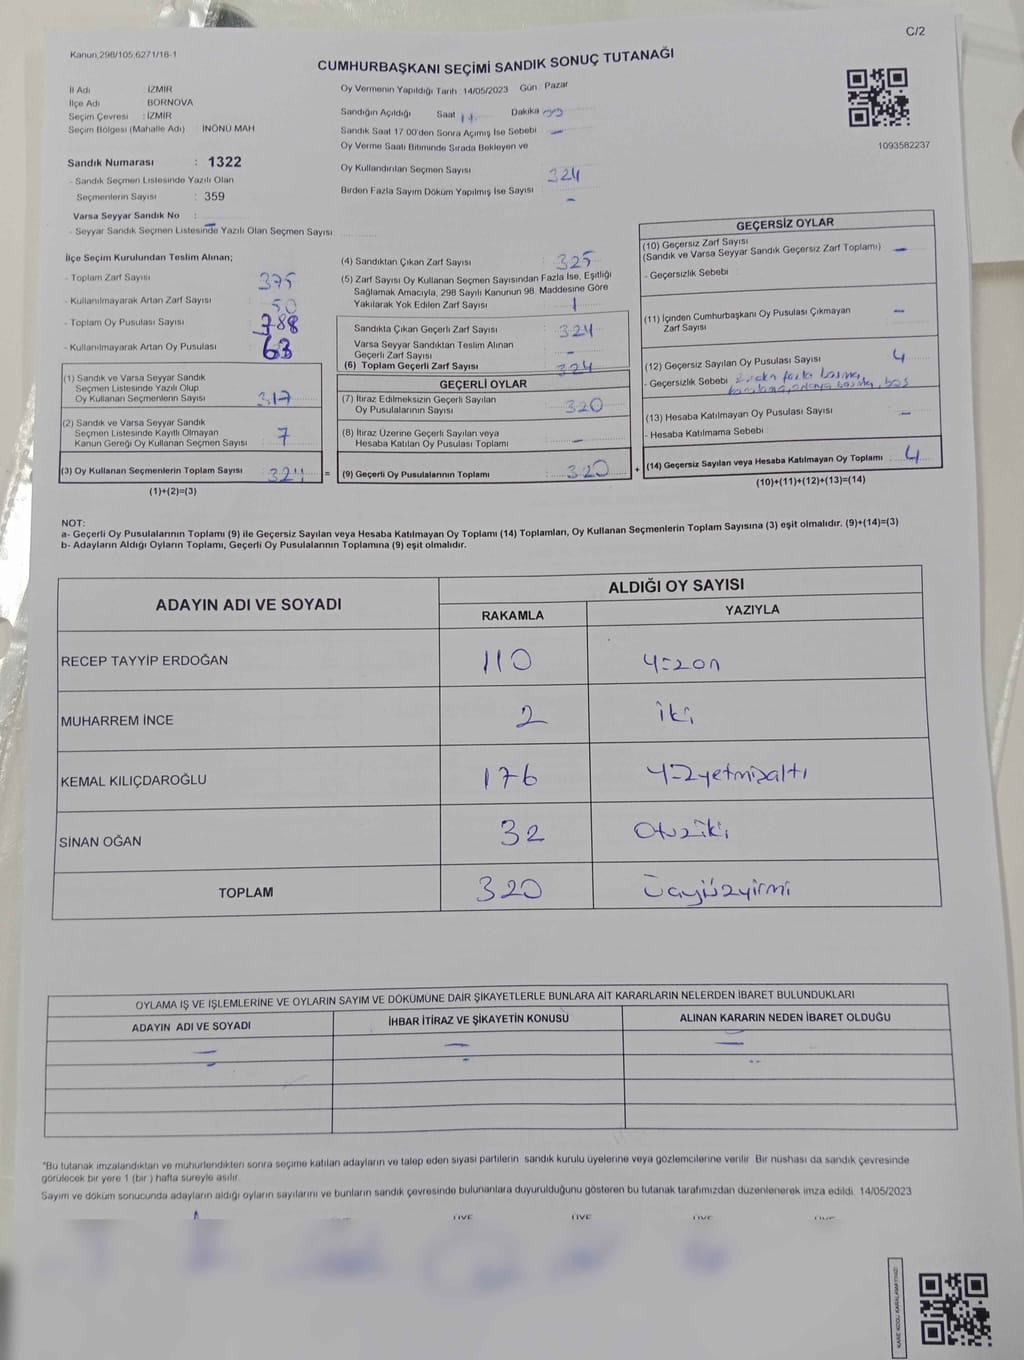 C/2
Kanun 298/105 6271/18-1
CUMHURBAŞKANI SEÇİMİ SANDIK SONUÇ TUTANAĞI
İl Adı İZMİR
İlçe Adı BORNOVA
Seçim Çevresi : İZMİR
Seçim Bölgesi (Mahalle Adı) İNÖNÜ MAH
Sandık Numarası : 1322
- Sandık Seçmen Listesinde Yazılı Olan
Seçmenlerin Sayısı : 359
Varsa Seyyar Sandık No : -
- Seyyar Sandık Seçmen Listesinde Yazılı Olan Seçmen Sayısı
Oy Vermenin Yapıldığı Tarih : 14/05/2023 Gün : Pazar
Sandığın Açıldığı Saat Dakika
Sandık Saat 17 00'den Sonra Açımış İse Sebebi -
Oy Verme Saati Bitiminde Sırada Bekleyen ve
Oy Kullandırılan Seçmen Sayısı 324
Birden Fazla Sayım Döküm Yapılmış İse Sayısı -
1093582237
İlçe Seçim Kurulundan Teslim Alınan;
- Toplam Zarf Sayısı 375
- Kullanılmayarak Artan Zarf Sayısı 50
- Toplam Oy Pusulası Sayısı 388
- Kullanılmayarak Artan Oy Pusulası 63
(1) Sandık ve Varsa Seyyar Sandık
Seçmen Listesinde Yazılı Olup
Oy Kullanan Seçmenlerin Sayısı 317
(2) Sandık ve Varsa Seyyar Sandık
Seçmen Listesinde Kayıtlı Olmayan
Kanun Gereği Oy Kullanan Seçmen Sayısı 7
(3) Oy Kullanan Seçmenlerin Toplam Sayısı 324 =
(1)+(2)=(3)
(4) Sandıktan Çıkan Zarf Sayısı : 325
(5) Zarf Sayısı Oy Kullanan Seçmen Sayısından Fazla İse, Eşitliği
Sağlamak Amacıyla, 298 Sayılı Kanunun 98. Maddesine Göre
Yakılarak Yok Edilen Zarf Sayısı : 1
Sandıkta Çıkan Geçerli Zarf Sayısı : 324
Varsa Seyyar Sandıktan Teslim Alınan
Geçerli Zarf Sayısı -
(6) Toplam Geçerli Zarf Sayısı : 324
GEÇERLİ OYLAR
(7) İtiraz Edilmeksizin Geçerli Sayılan
Oy Pusulalarının Sayısı : 320
(8) İtiraz Üzerine Geçerli Sayılan veya
Hesaba Katılan Oy Pusulası Toplamı -
(9) Geçerli Oy Pusulalarının Toplamı 320 +
GEÇERSİZ OYLAR
(10) Geçersiz Zarf Sayısı
(Sandık ve Varsa Seyyar Sandık Geçersiz Zarf Toplamı) -
- Geçersizlik Sebebi
(11) İçinden Cumhurbaşkanı Oy Pusulası Çıkmayan
Zarf Sayısı -
(12) Geçersiz Sayılan Oy Pusulası Sayısı 4
- Geçersizlik Sebebi fazla basma,
basma, boş
(13) Hesaba Katılmayan Oy Pusulası Sayısı -
- Hesaba Katılmama Sebebi
(14) Geçersiz Sayılan veya Hesaba Katılmayan Oy Toplamı 4
(10)+(11)+(12)+(13)=(14)
NOT:
a- Geçerli Oy Pusulalarının Toplamı (9) ile Geçersiz Sayılan veya Hesaba Katılmayan Oy Toplamı (14) Toplamları, Oy Kullanan Seçmenlerin Toplam Sayısına (3) eşit olmalıdır. (9)+(14)=(3)
b- Adayların Aldığı Oyların Toplamı, Geçerli Oy Pusulalarının Toplamına (9) eşit olmalıdır.
ADAYIN ADI VE SOYADI ALDIĞI OY SAYISI
RAKAMLA YAZIYLA
RECEP TAYYİP ERDOĞAN 110 Yüzon
MUHARREM İNCE 2 iki
KEMAL KILIÇDAROĞLU 176 Yüzyetmişaltı
SİNAN OĞAN 32 Otuziki
TOPLAM 320 Üçyüzyirmi
OYLAMA İŞ VE İŞLEMLERİNE VE OYLARIN SAYIM VE DÖKÜMÜNE DAİR ŞİKAYETLERLE BUNLARA AİT KARARLARIN NELERDEN İBARET BULUNDUKLARI
ADAYIN ADI VE SOYADI İHBAR İTİRAZ VE ŞİKAYETİN KONUSU ALINAN KARARIN NEDEN İBARET OLDUĞU
*Bu tutanak imzalandıktan ve mühürlendikten sonra seçime katılan adayların ve talep eden siyasi partilerin sandık kurulu üyelerine veya gözlemcilerine verilir. Bir nüshası da sandık çevresinde
görülecek bir yere 1 (bir ) hafta süreyle asılır.
Sayım ve döküm sonucunda adayların aldığı oyların sayılarını ve bunların sandık çevresinde bulunanlara duyurulduğunu gösteren bu tutanak tarafımızdan düzenlenerek imza edildi. 14/05/2023